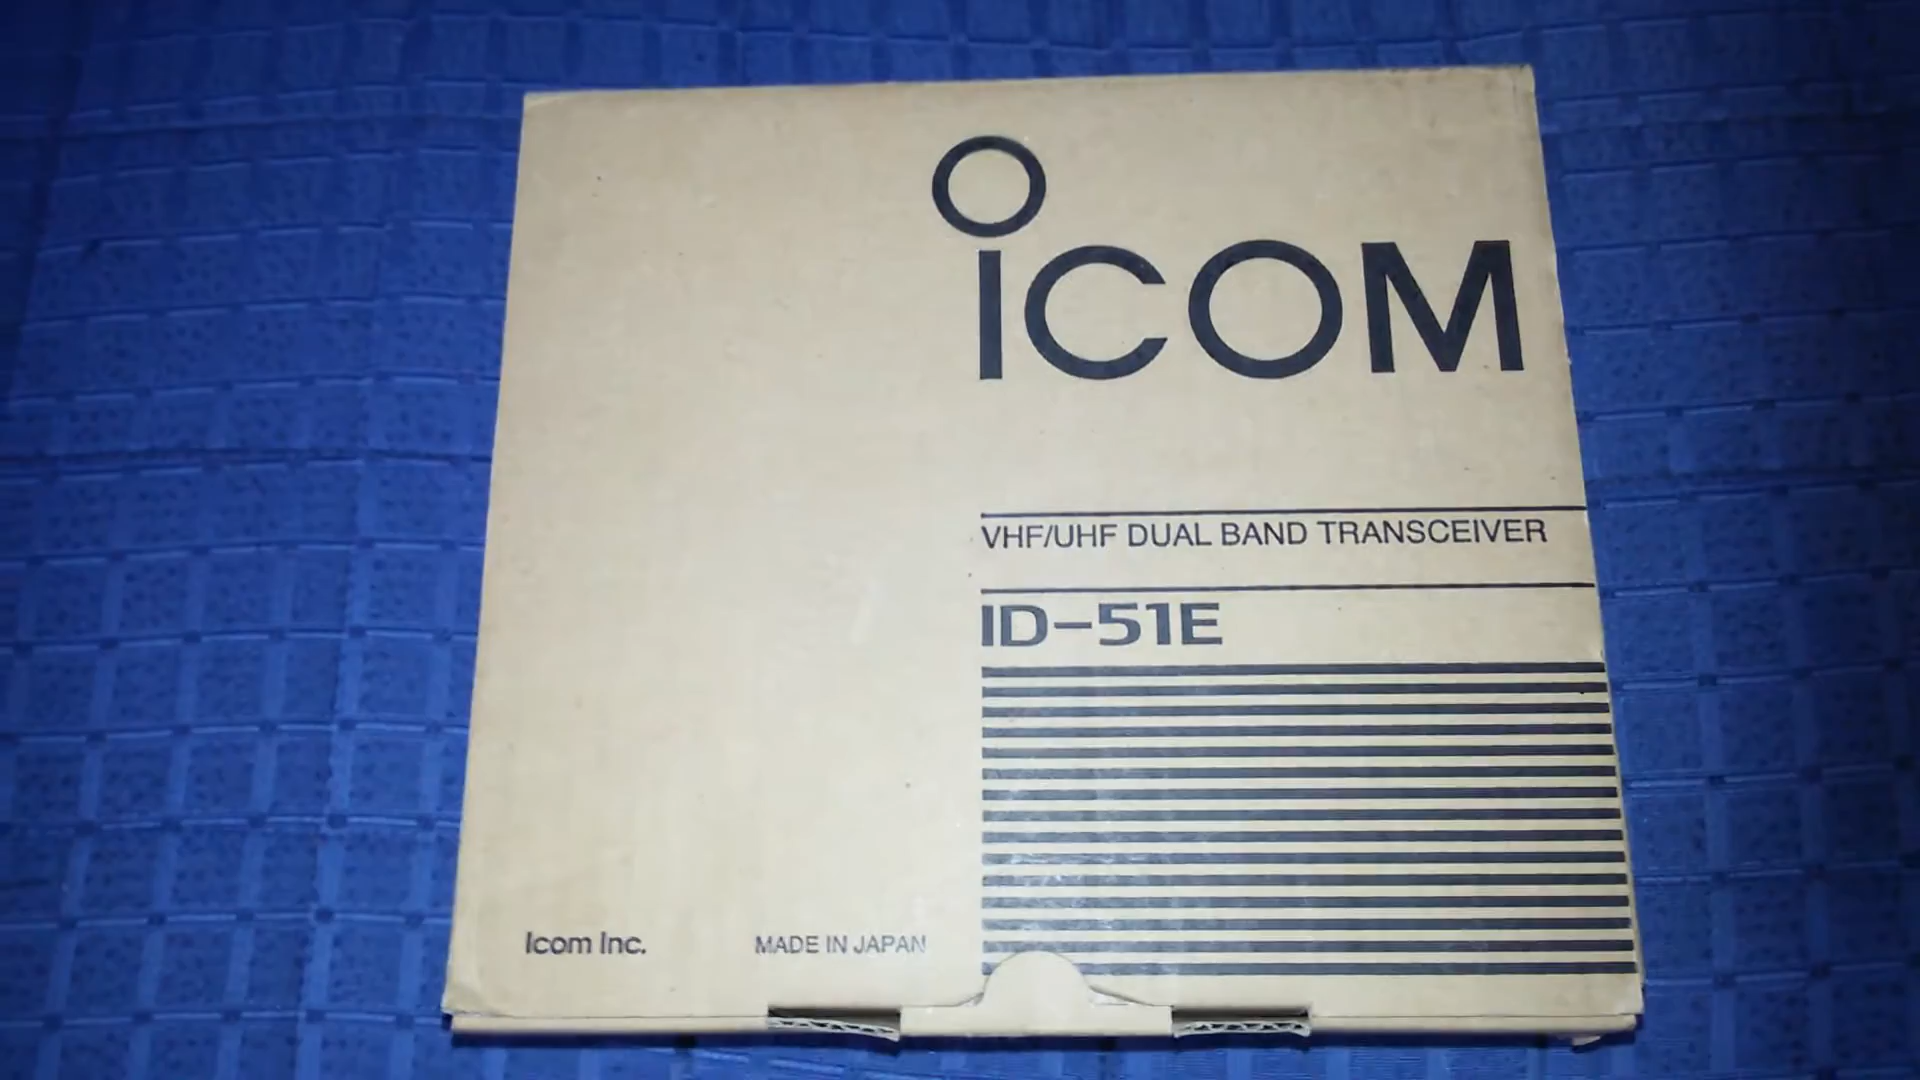 ICOM
VHF/UHF DUAL BAND TRANSCEIVER
ID-51E
Icom Inc.
MADE IN JAPAN